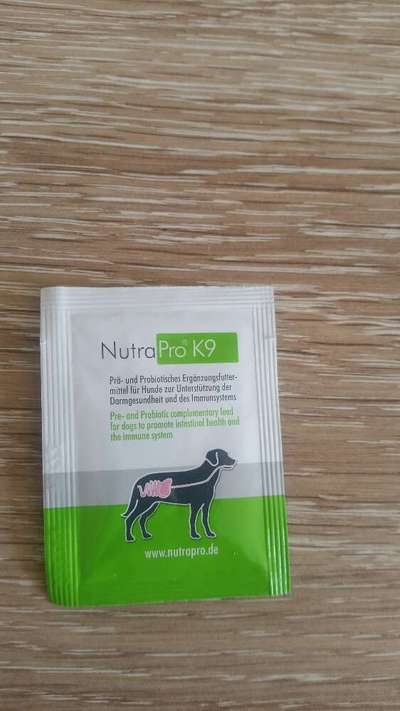 NutraPro® K9
Prä- und Probiotisches Ergänzungsfutter-
mittel für Hunde zur Unterstützung der
Darmgesundheit und des Immunsystems
Pre- and Probiotic complementary feed
for dogs to promote intestinal health and
the immune system
www.nutrapro.de